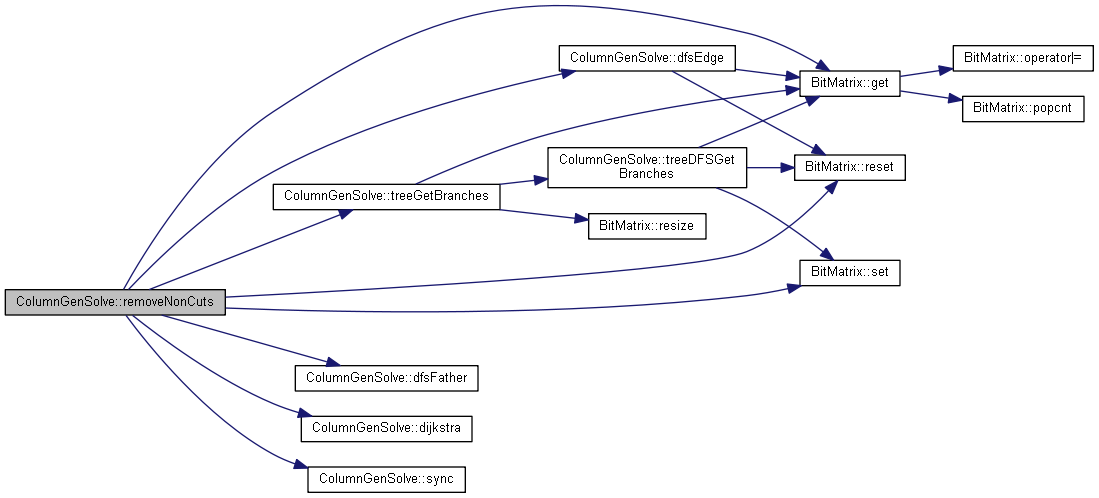 ColumnGenSolve::removeNonCuts
ColumnGenSolve::treeGetBranches
ColumnGenSolve::dfsFather
ColumnGenSolve::dijkstra
ColumnGenSolve::sync
ColumnGenSolve::dfsEdge
ColumnGenSolve::treeDFSGet
Branches
BitMatrix::resize
BitMatrix::get
BitMatrix::reset
BitMatrix::set
BitMatrix::operator|=
BitMatrix::popcnt